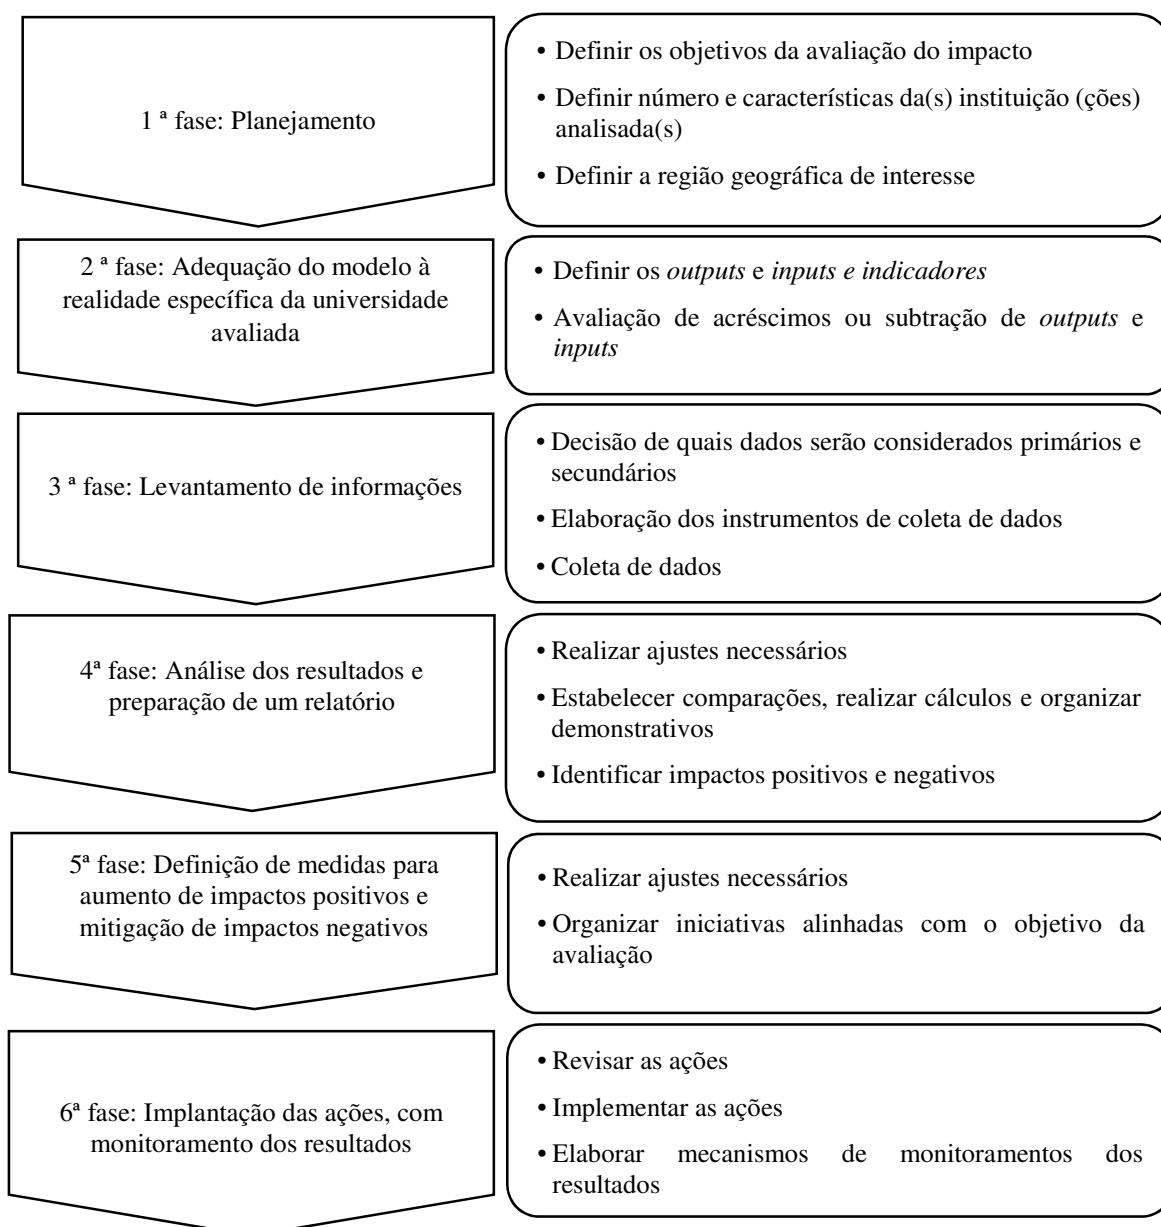 1 ª fase: Planejamento
• Definir os objetivos da avaliação do impacto
• Definir número e características da(s) instituição (ções)
analisada(s)
• Definir a região geográfica de interesse
2 ª fase: Adequação do modelo à
realidade específica da universidade
avaliada
• Definir os outputs e inputs e indicadores
• Avaliação de acréscimos ou subtração de outputs e
inputs
3 ª fase: Levantamento de informações
• Decisão de quais dados serão considerados primários e
secundários
• Elaboração dos instrumentos de coleta de dados
• Coleta de dados
4ª fase: Análise dos resultados e
preparação de um relatório
• Realizar ajustes necessários
• Estabelecer comparações, realizar cálculos e organizar
demonstrativos
• Identificar impactos positivos e negativos
5ª fase: Definição de medidas para
aumento de impactos positivos e
mitigação de impactos negativos
• Realizar ajustes necessários
• Organizar iniciativas alinhadas com o objetivo da
avaliação
6ª fase: Implantação das ações, com
monitoramento dos resultados
• Revisar as ações
• Implementar as ações
• Elaborar mecanismos de monitoramentos dos
resultados